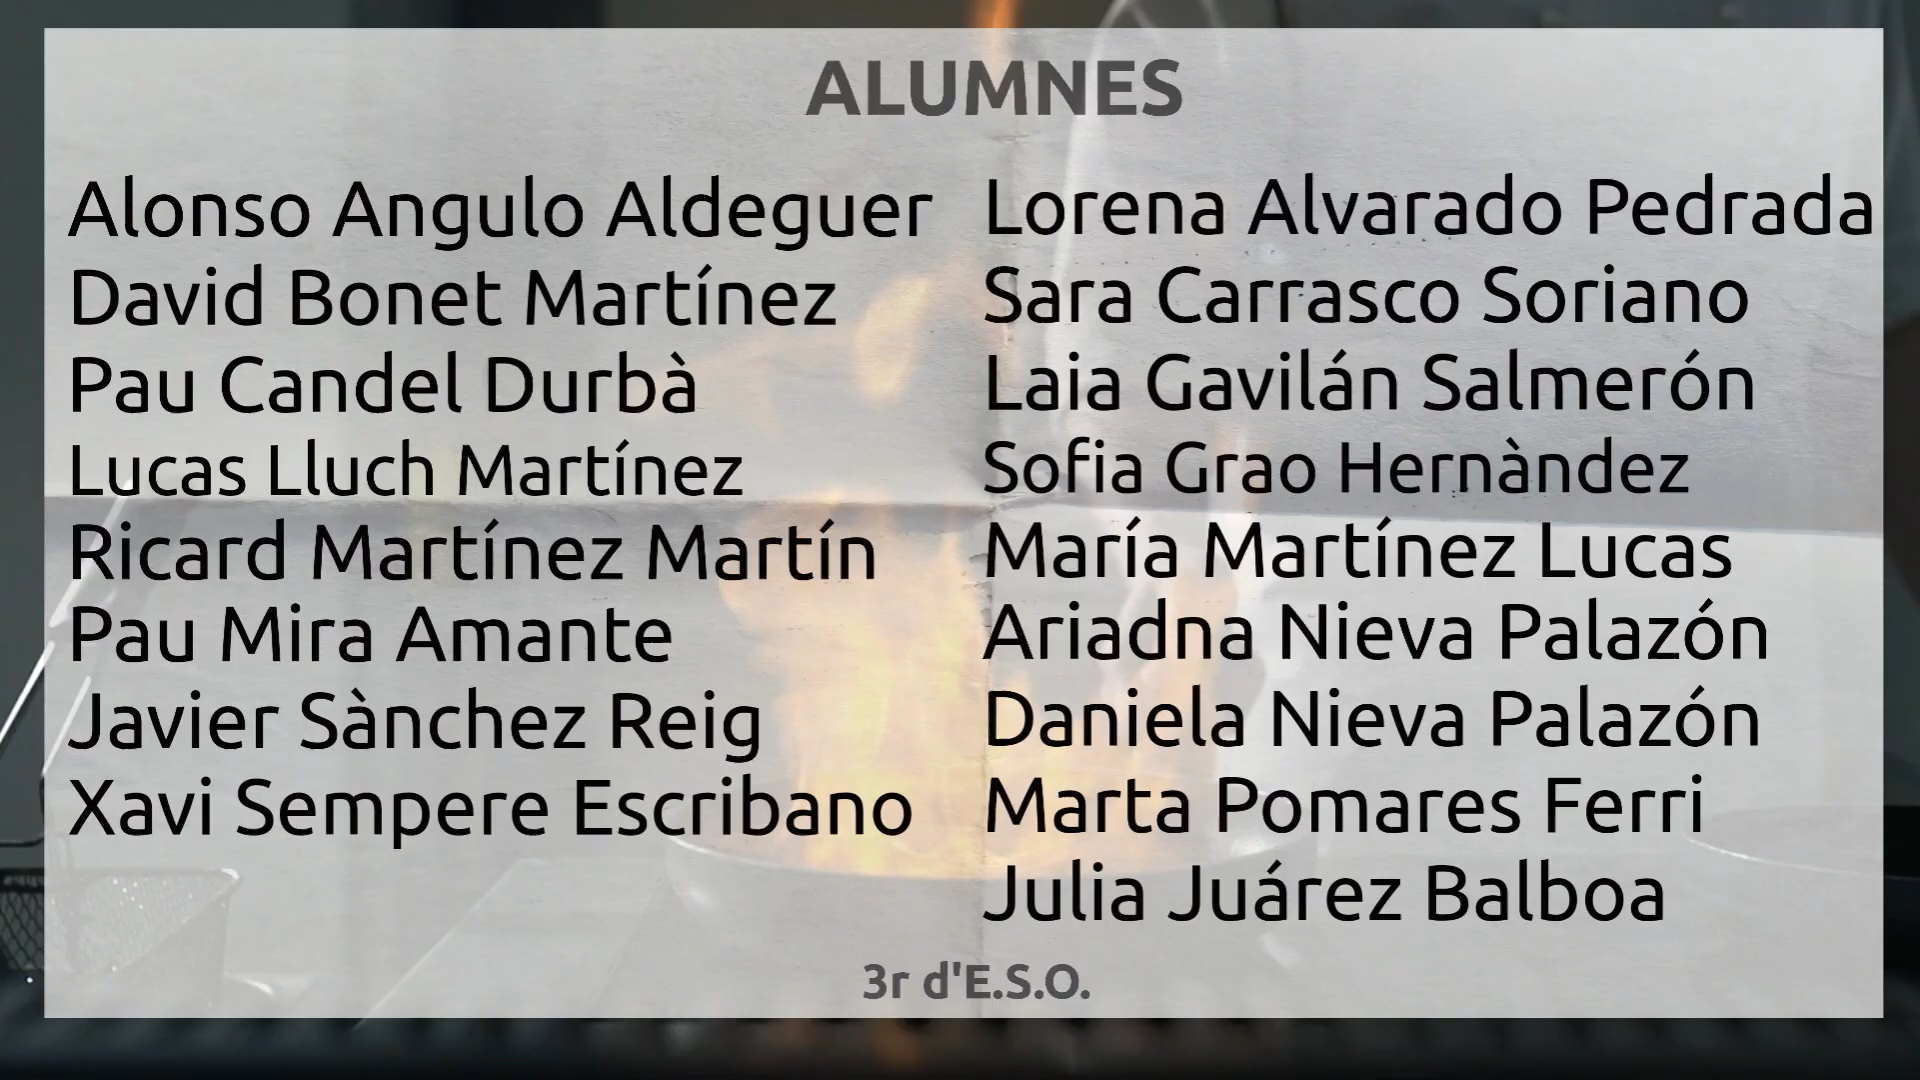 ALUMNES
Alonso Angulo Aldeguer
David Bonet Martínez
Pau Candel Durbà
Lucas Lluch Martínez
Ricard Martínez Martín
Pau Mira Amante
Javier Sànchez Reig
Xavi Sempere Escribano
Lorena Alvarado Pedrada
Sara Carrasco Soriano
Laia Gavilán Salmerón
Sofia Grao Hernàndez
María Martínez Lucas
Ariadna Nieva Palazón
Daniela Nieva Palazón
Marta Pomares Ferri
Julia Juárez Balboa
3r d'E.S.O.